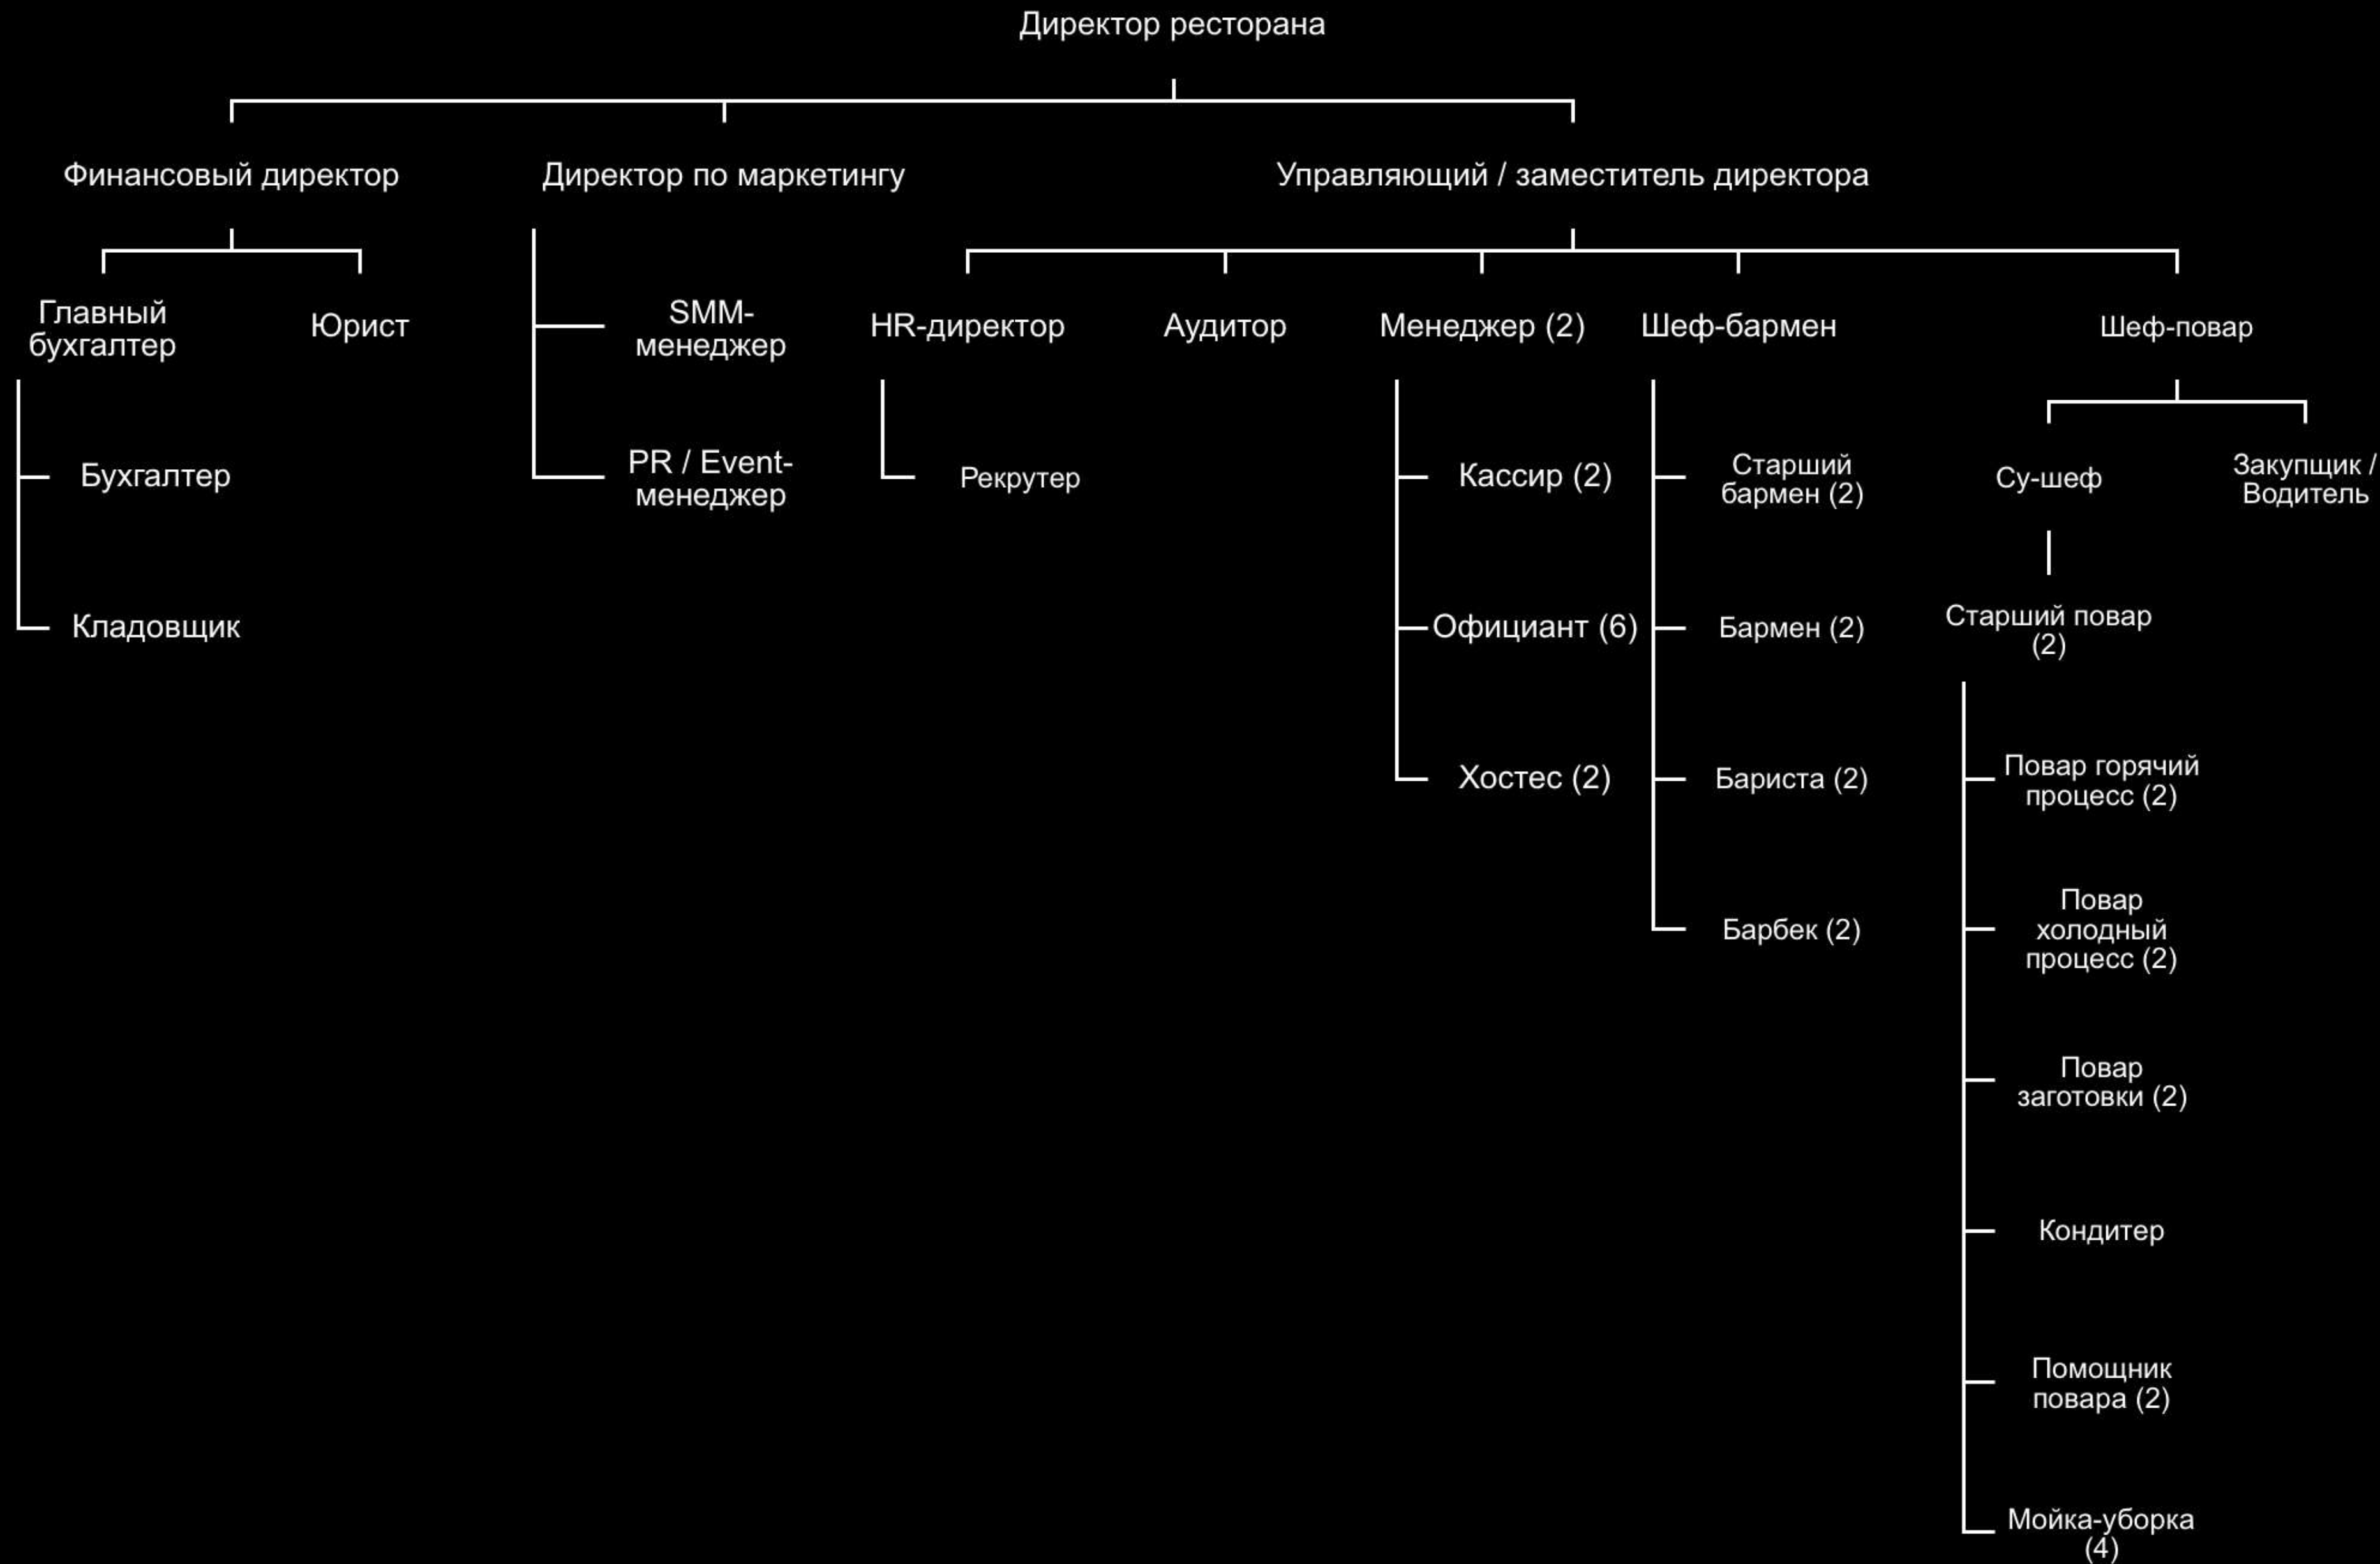 Директор ресторана
Финансовый директор
Директор по маркетингу
Управляющий / заместитель директора
Главный
бухгалтер
Юрист
SMM-
менеджер
HR-директор
Аудитор
Менеджер (2)
Шеф-бармен
Шеф-повар
Бухгалтер
PR / Event-
менеджер
Рекрутер
Кассир (2)
Старший
бармен (2)
Су-шеф
Закупщик /
Водитель
Кладовщик
Официант (6)
Бармен (2)
Старший повар
(2)
Хостес (2)
Бариста (2)
Повар горячий
процесс (2)
Барбек (2)
Повар
холодный
процесс (2)
Повар
заготовки (2)
Кондитер
Помощник
повара (2)
Мойка-уборка
(4)